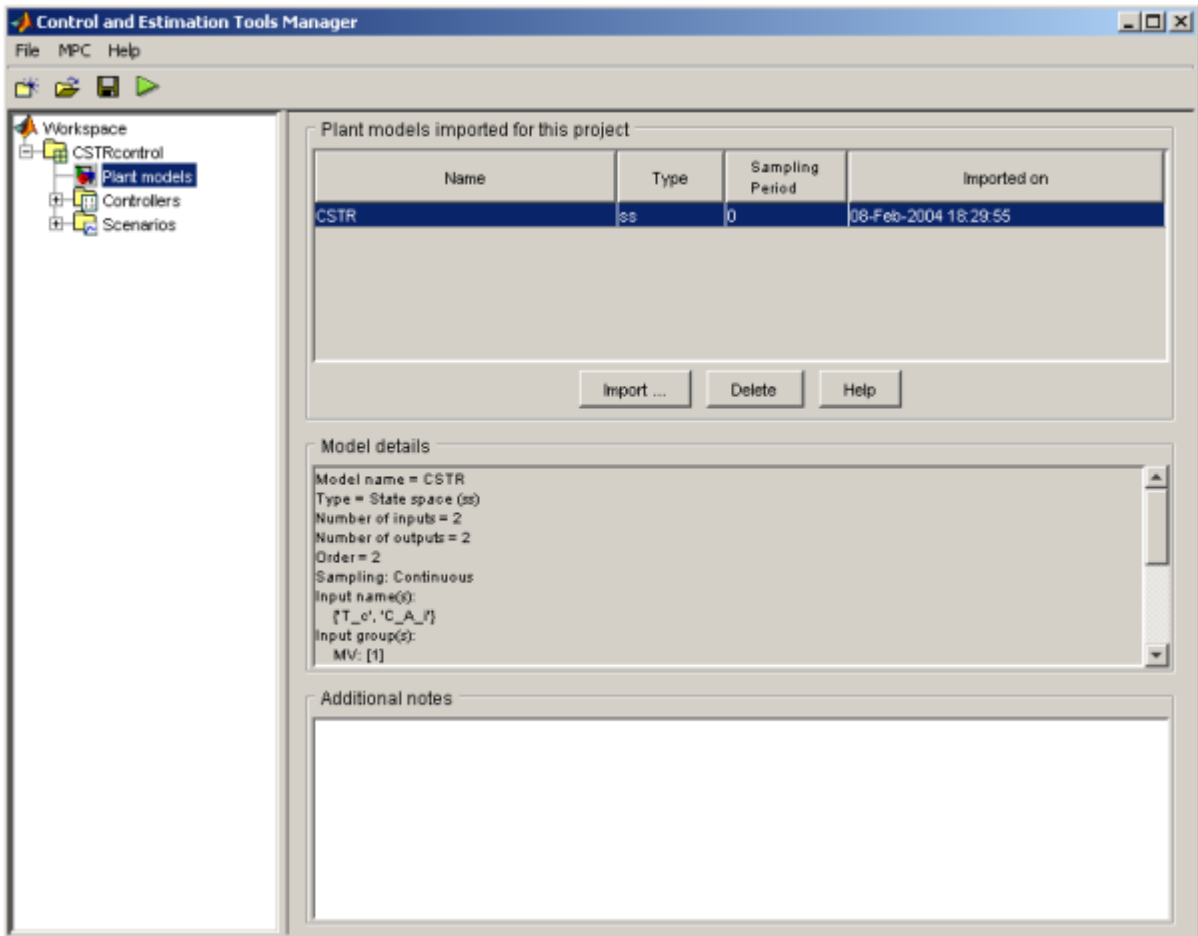 Control and Estimation Tools Manager
File MPC Help
Workspace
CSTRcontrol
Plant models
Controllers
Scenarios
Plant models imported for this project
Name Type Sampling Period Imported on
CSTR ss 0 08-Feb-2004 18:29:55
Import ... Delete Help
Model details
Model name = CSTR
Type = State space (ss)
Number of inputs = 2
Number of outputs = 2
Order = 2
Sampling: Continuous
Input name(s):
{'T_c', 'C_A_i'}
Input group(s):
MV: [1]
Additional notes